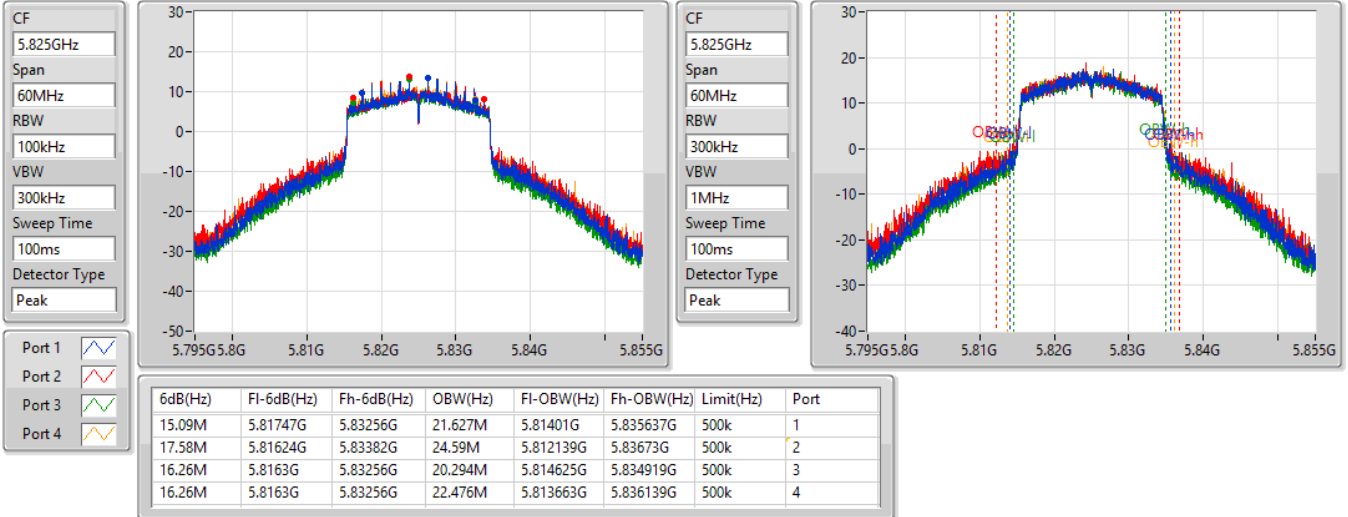 CF
5.825GHz
Span
60MHz
RBW
100kHz
VBW
300kHz
Sweep Time
100ms
Detector Type
Peak
30
20
10
0
-10
-20
-30
-40
-50
5.795G 5.8G 5.81G 5.82G 5.83G 5.84G 5.855G
CF
5.825GHz
Span
60MHz
RBW
300kHz
VBW
1MHz
Sweep Time
100ms
Detector Type
Peak
30
20
10
0
-10
-20
-30
-40
5.795G 5.8G 5.81G 5.82G 5.83G 5.84G 5.855G
Port 1
Port 2
Port 3
Port 4
6dB(Hz) Fl-6dB(Hz) Fh-6dB(Hz) OBW(Hz) Fl-OBW(Hz) Fh-OBW(Hz) Limit(Hz) Port
15.09M 5.81747G 5.83256G 21.627M 5.81401G 5.835637G 500k 1
17.58M 5.81624G 5.83382G 24.59M 5.812139G 5.83673G 500k 2
16.26M 5.8163G 5.83256G 20.294M 5.814625G 5.834919G 500k 3
16.26M 5.8163G 5.83256G 22.476M 5.813663G 5.836139G 500k 4